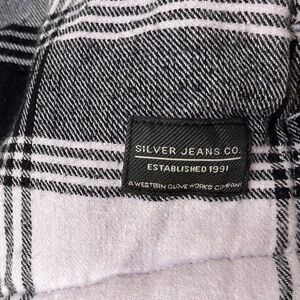 SILVER JEANS CO.
ESTABLISHED 1991
A WESTERN GLOVE WORKS COMPANY